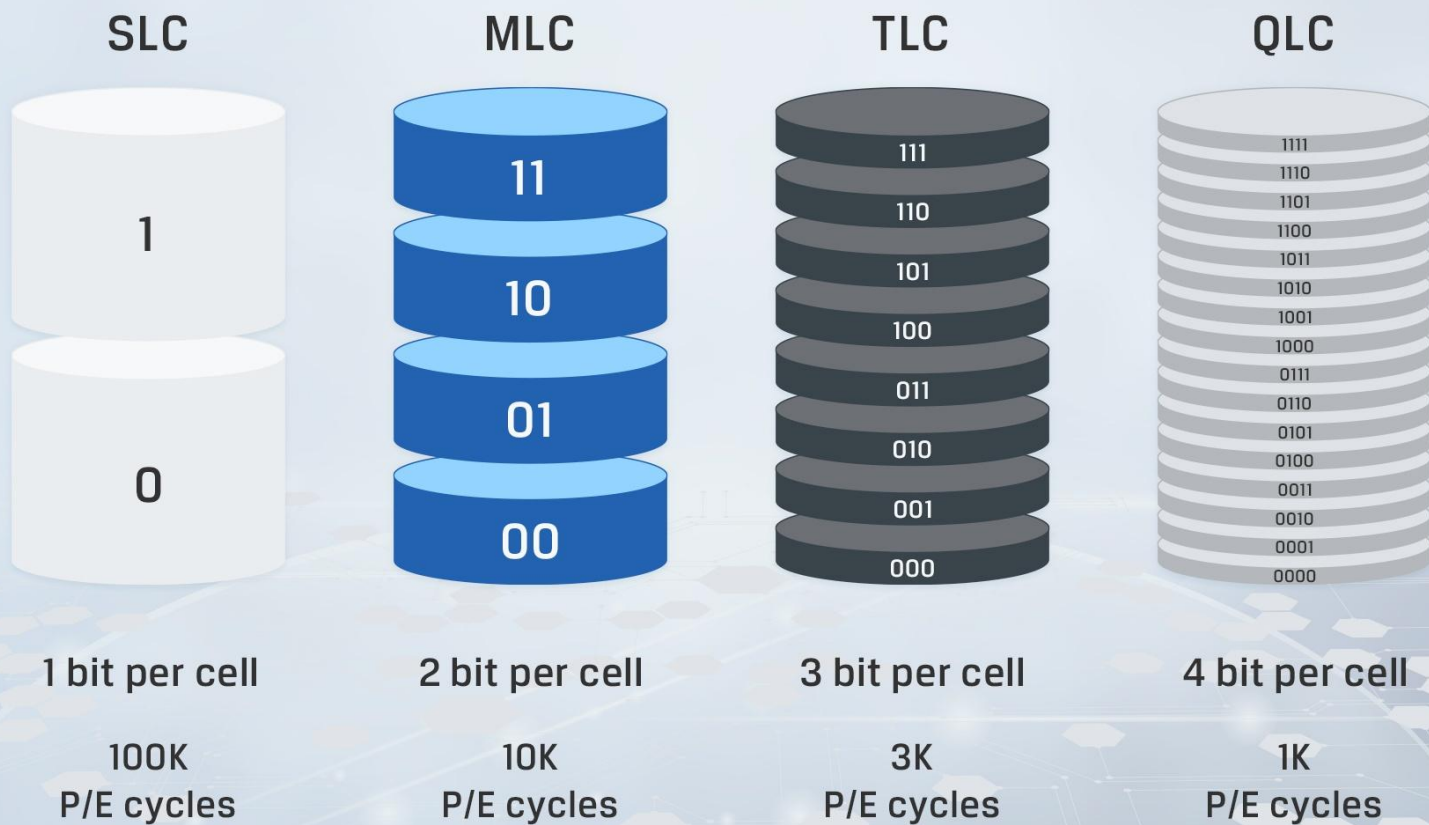 SLC
1
0
1 bit per cell
100K
P/E cycles
MLC
11
10
01
00
2 bit per cell
10K
P/E cycles
TLC
111
110
101
100
011
010
001
000
3 bit per cell
3K
P/E cycles
QLC
1111
1110
1101
1100
1011
1010
1001
1000
0111
0110
0101
0100
0011
0010
0001
0000
4 bit per cell
1K
P/E cycles